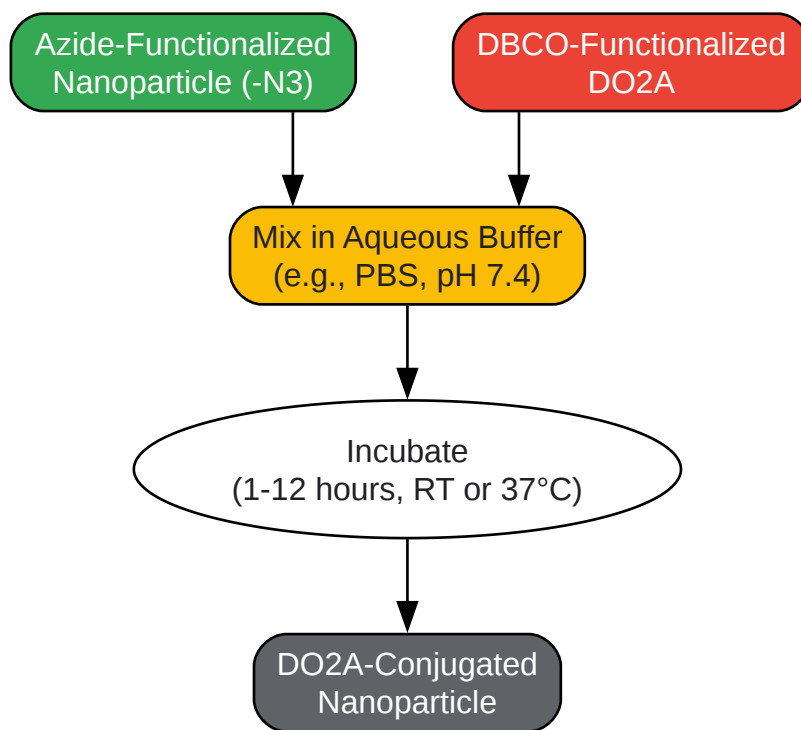 Azide-Functionalized
Nanoparticle (-N3)
DBCO-Functionalized
DO2A
Mix in Aqueous Buffer
(e.g., PBS, pH 7.4)
Incubate
(1-12 hours, RT or 37°C)
DO2A-Conjugated
Nanoparticle